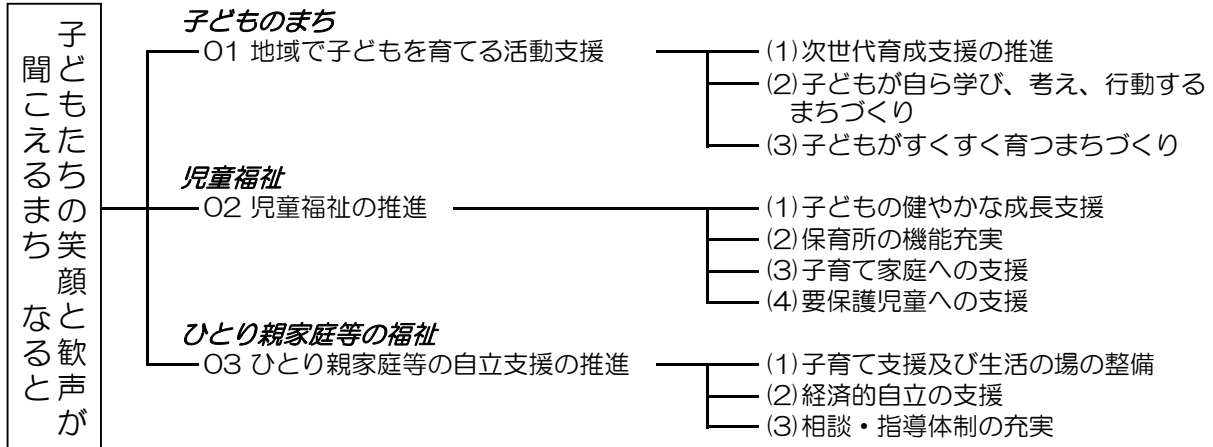 子どもたちの笑顔と歓声が
聞こえるまち なると
子どものまち
01 地域で子どもを育てる活動支援
(1)次世代育成支援の推進
(2)子どもが自ら学び、考え、行動する
まちづくり
(3)子どもがすくすく育つまちづくり
児童福祉
02 児童福祉の推進
(1)子どもの健やかな成長支援
(2)保育所の機能充実
(3)子育て家庭への支援
(4)要保護児童への支援
ひとり親家庭等の福祉
03 ひとり親家庭等の自立支援の推進
(1)子育て支援及び生活の場の整備
(2)経済的自立の支援
(3)相談・指導体制の充実